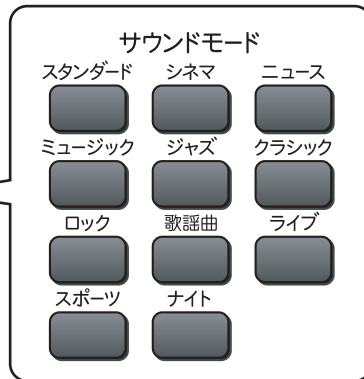 サウンドモード
スタンダード シネマ ニュース
ミュージック ジャズ クラシック
ロック 歌謡曲 ライブ
スポーツ ナイト